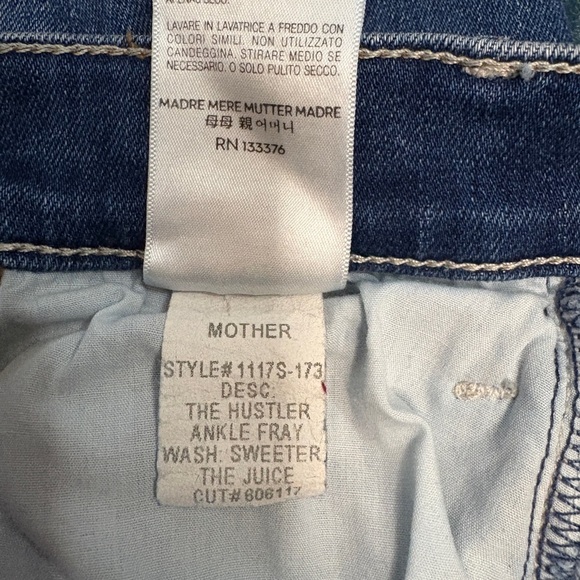 LAVARE IN LAVATRICE A FREDDO CON
COLORI SIMILI. NON UTILIZZATO
CANDEGGINA. STIRARE MEDIO SE
NECESSARIO. O SOLO PULITO SECCO.
MADRE MERE MUTTER MADRE
母母 親 어머니
RN 133376
MOTHER
STYLE# 1117S-173
DESC:
THE HUSTLER
ANKLE FRAY
WASH: SWEETER
THE JUICE
CUT# 606117